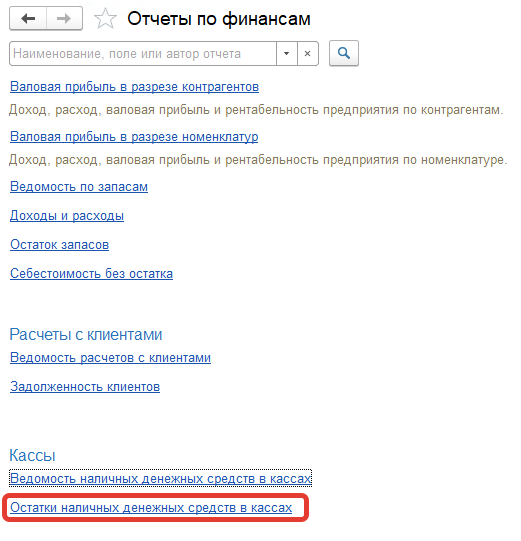 Отчеты по финансам
Наименование, поле или автор отчета
Валовая прибыль в разрезе контрагентов
Доход, расход, валовая прибыль и рентабельность предприятия по контрагентам.
Валовая прибыль в разрезе номенклатур
Доход, расход, валовая прибыль и рентабельность предприятия по номенклатуре.
Ведомость по запасам
Доходы и расходы
Остаток запасов
Себестоимость без остатка
Расчеты с клиентами
Ведомость расчетов с клиентами
Задолженность клиентов
Кассы
Ведомость наличных денежных средств в кассах
Остатки наличных денежных средств в кассах